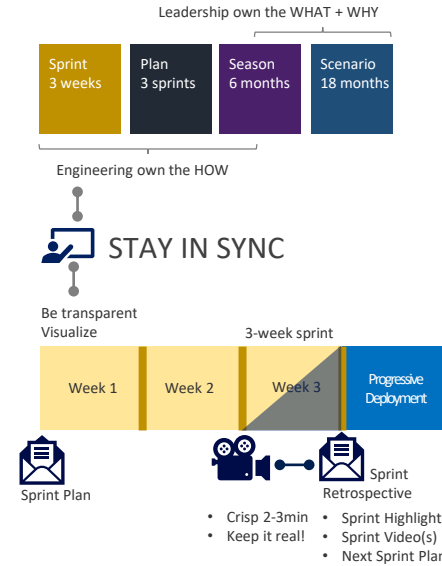 Leadership own the WHAT + WHY
Sprint
3 weeks
Plan
3 sprints
Season
6 months
Scenario
18 months
Engineering own the HOW
STAY IN SYNC
Be transparent
Visualize
3-week sprint
Week 1
Week 2
Week 3
Progressive
Deployment
Sprint Plan
Sprint
Retrospective
• Crisp 2-3min
• Keep it real!
• Sprint Highlight
• Sprint Video(s)
• Next Sprint Plan